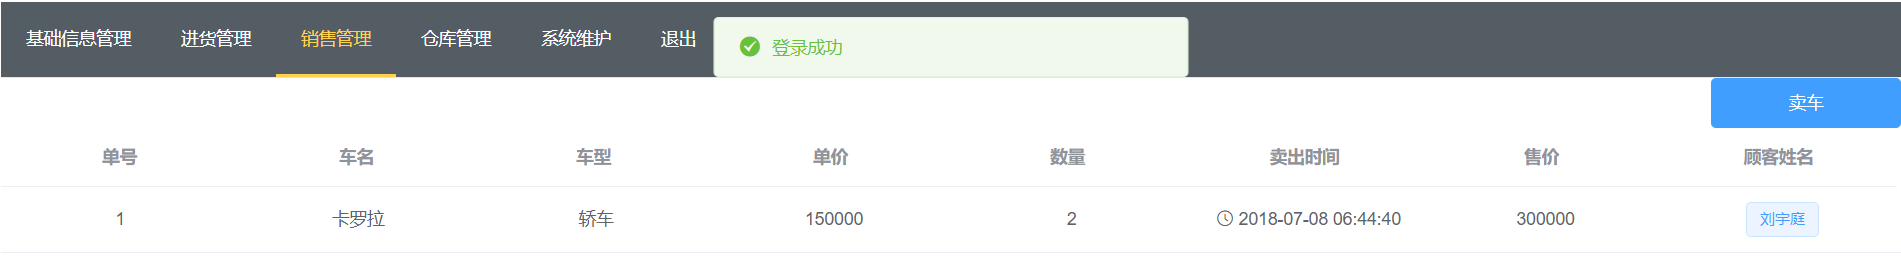 基础信息管理 进货管理 销售管理 仓库管理 系统维护 退出 登录成功
卖车
单号 车名 车型 单价 数量 卖出时间 售价 顾客姓名
1 卡罗拉 轿车 150000 2 2018-07-08 06:44:40 300000 刘宇庭